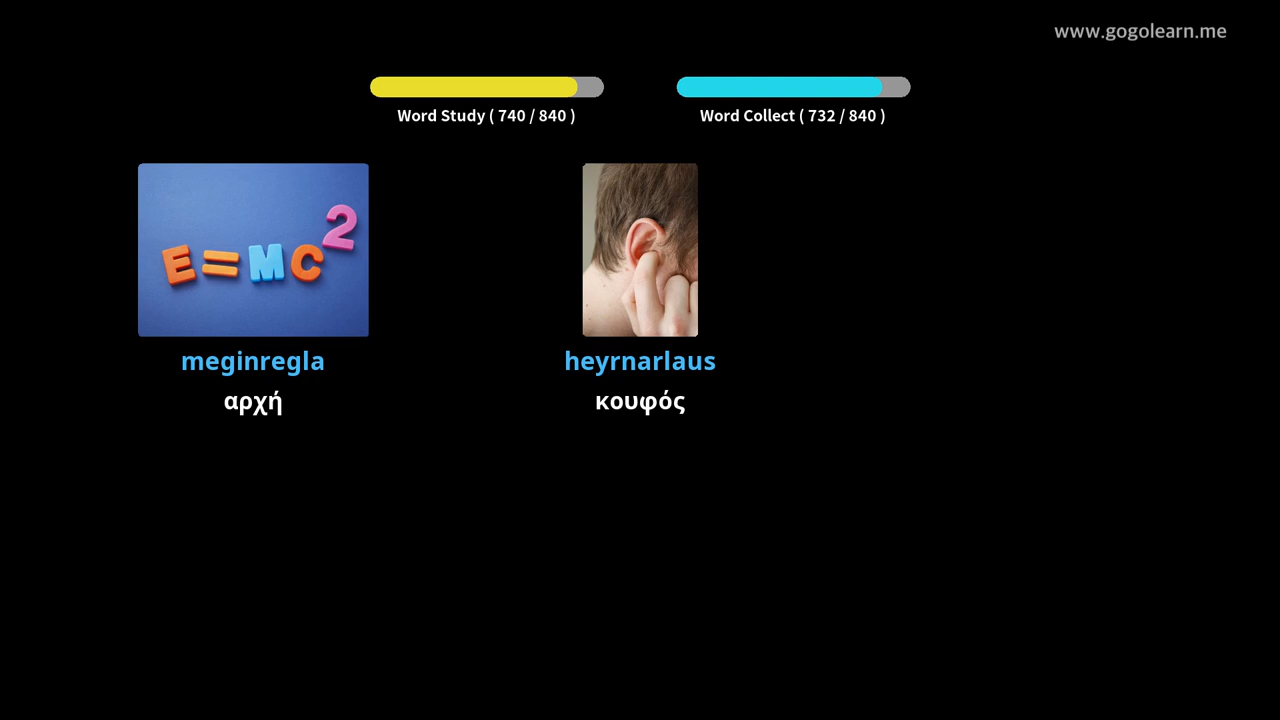 www.gogolearn.me
Word Study ( 740 / 840 )
Word Collect ( 732 / 840 )
E=MC2
meginregla
heyrnarlaus
αρχή
κουφός